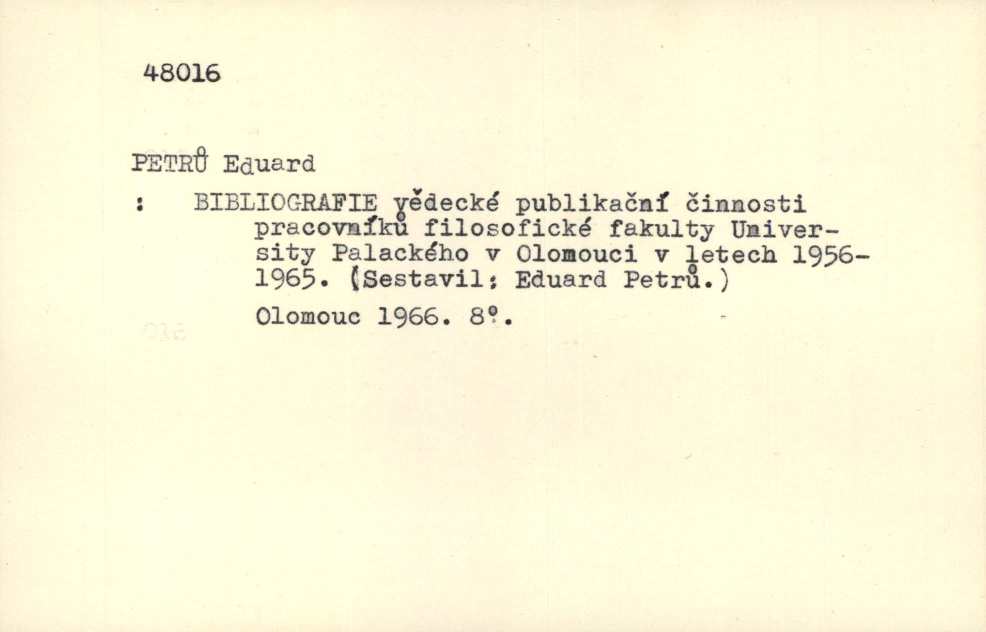 48016
PETRŮ Eduard
: BIBLIOGRAFIE vědecké publikační činnosti
pracovníků filosofické fakulty Univer-
sity Palackého v Olomouci v letech 1956-
1965. (Sestavil: Eduard Petrů.)
Olomouc 1966. 8°.